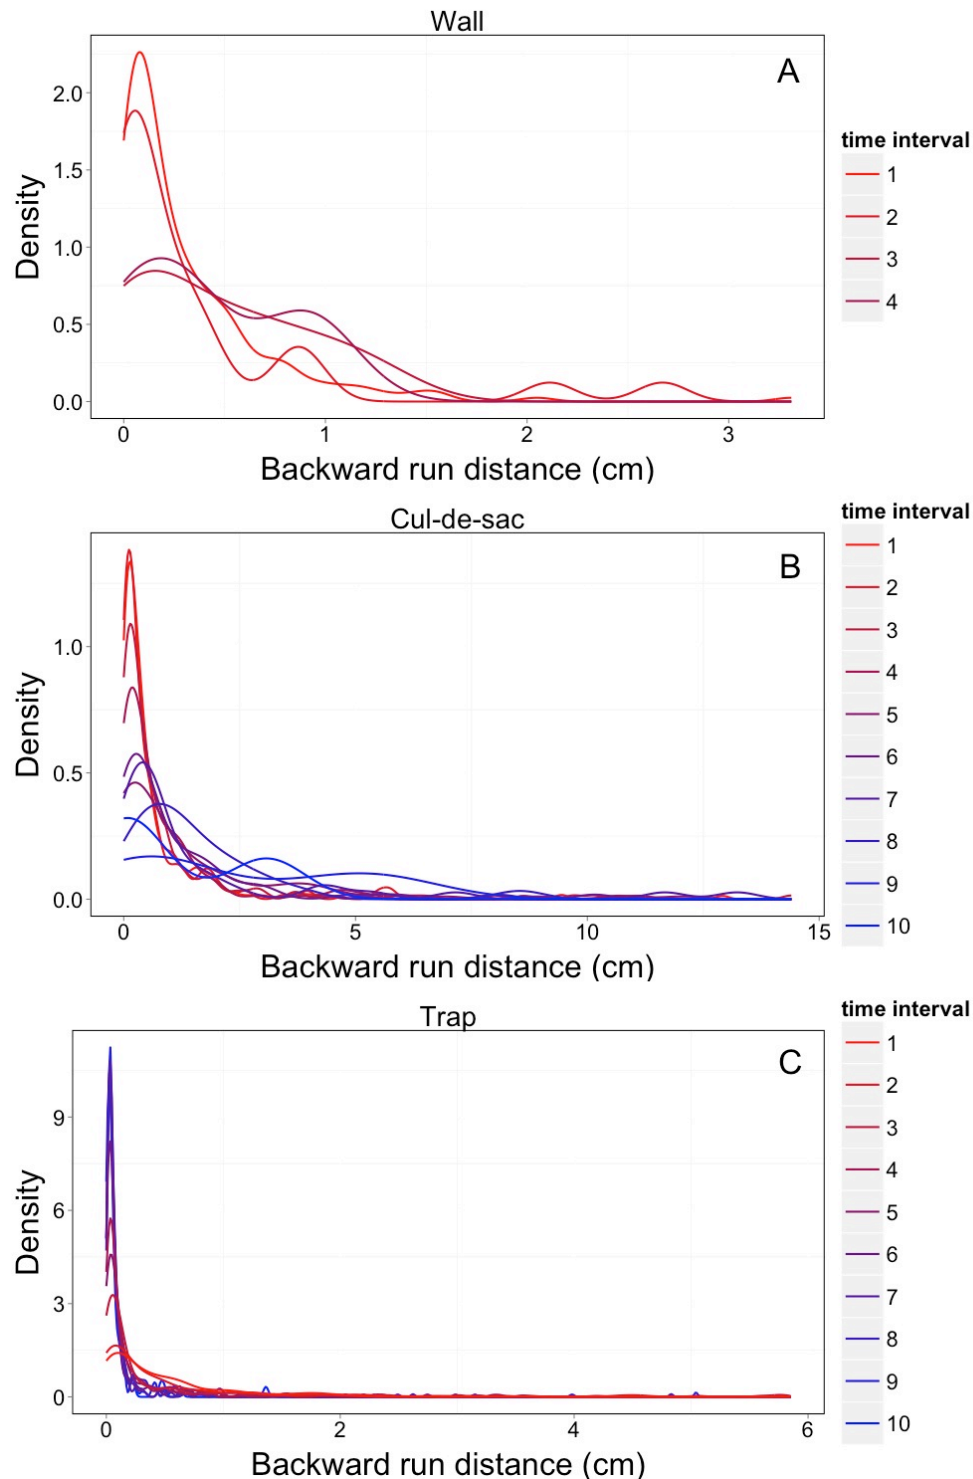 Wall
A
Density
2.0
1.5
1.0
0.5
0.0
0 1 2 3
Backward run distance (cm)
time interval
1
2
3
4
Cul-de-sac
B
Density
1.0
0.5
0.0
0 5 10 15
Backward run distance (cm)
time interval
1
2
3
4
5
6
7
8
9
10
Trap
C
Density
9
6
3
0
0 2 4 6
Backward run distance (cm)
time interval
1
2
3
4
5
6
7
8
9
10